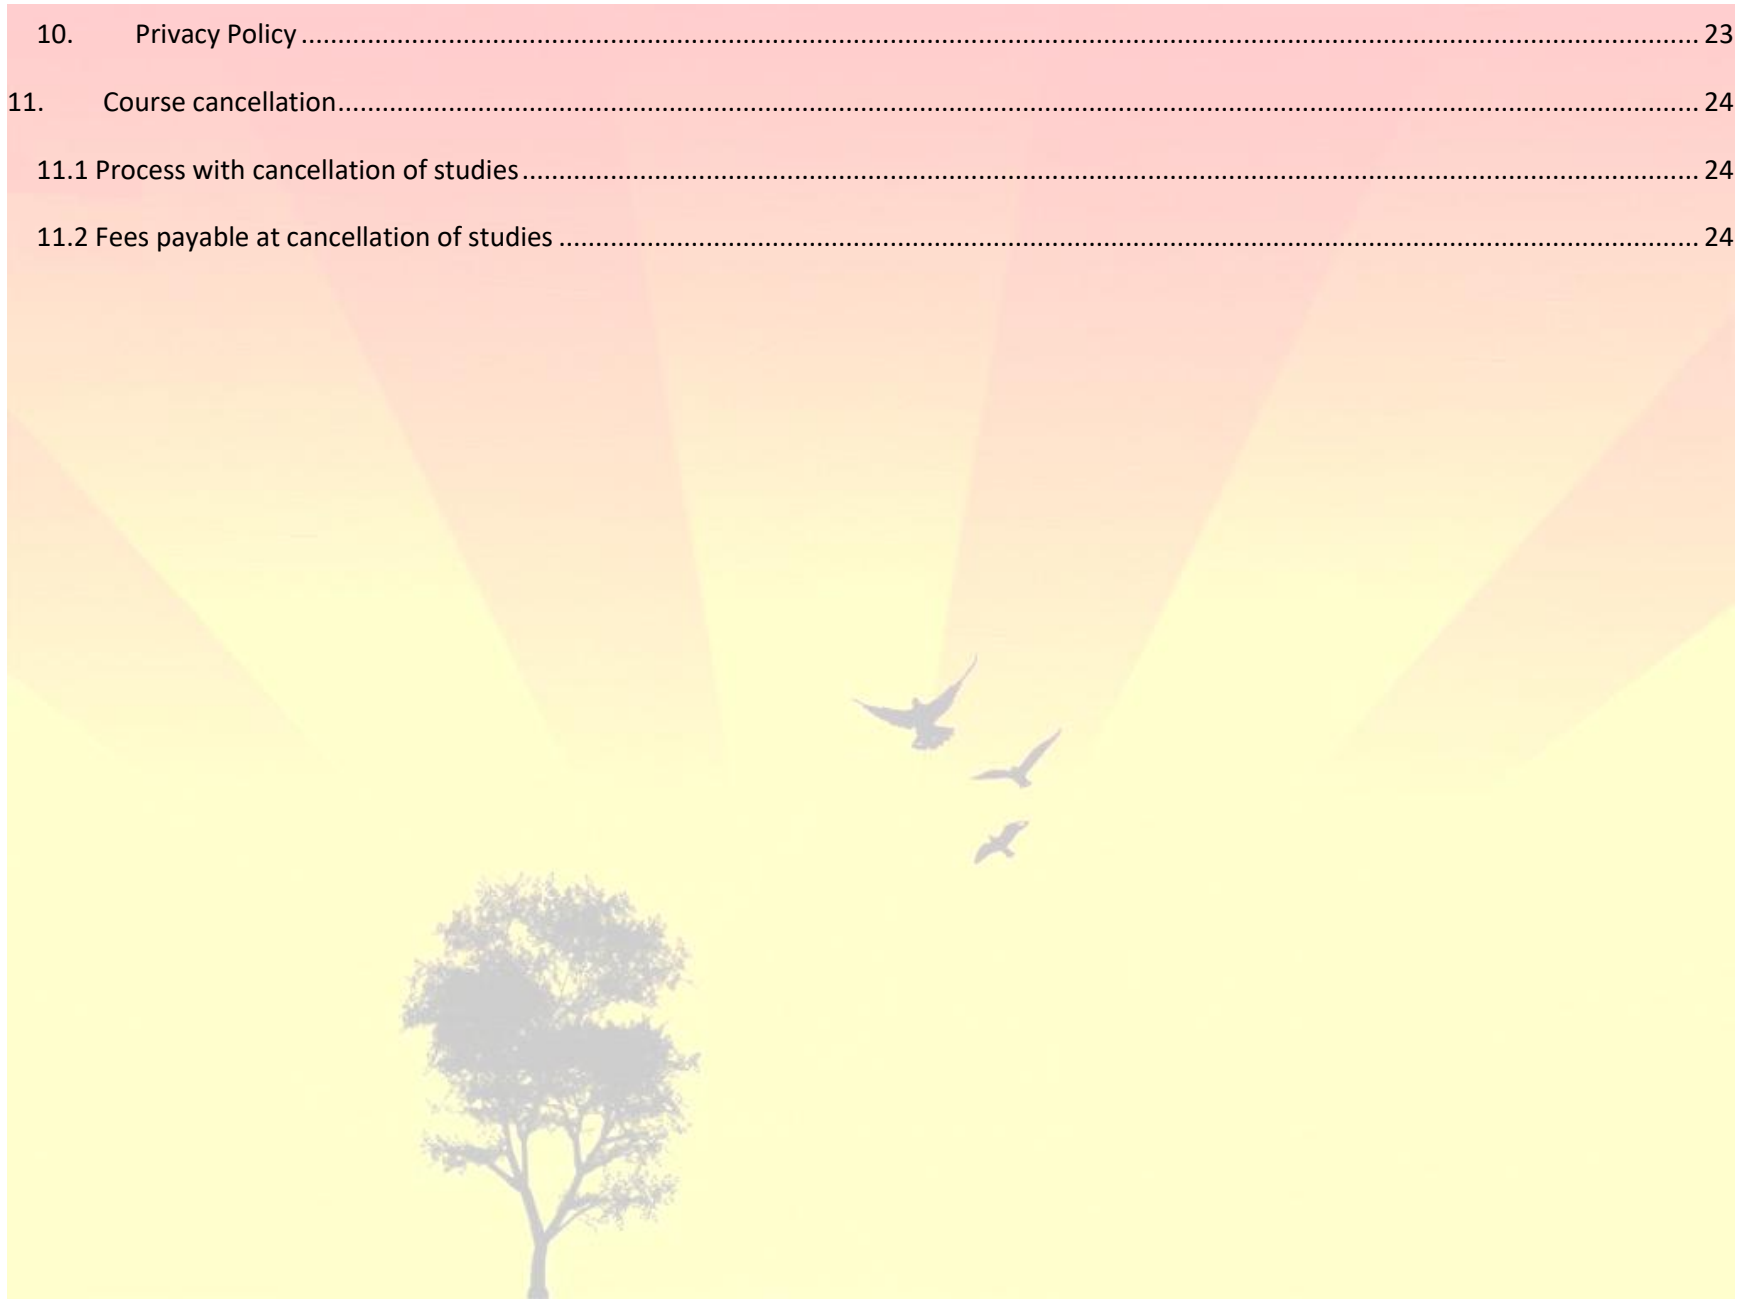 10. Privacy Policy ........................................................................................................ 23
11. Course cancellation ........................................................................................................ 24
11.1 Process with cancellation of studies ........................................................................................................ 24
11.2 Fees payable at cancellation of studies ........................................................................................................ 24